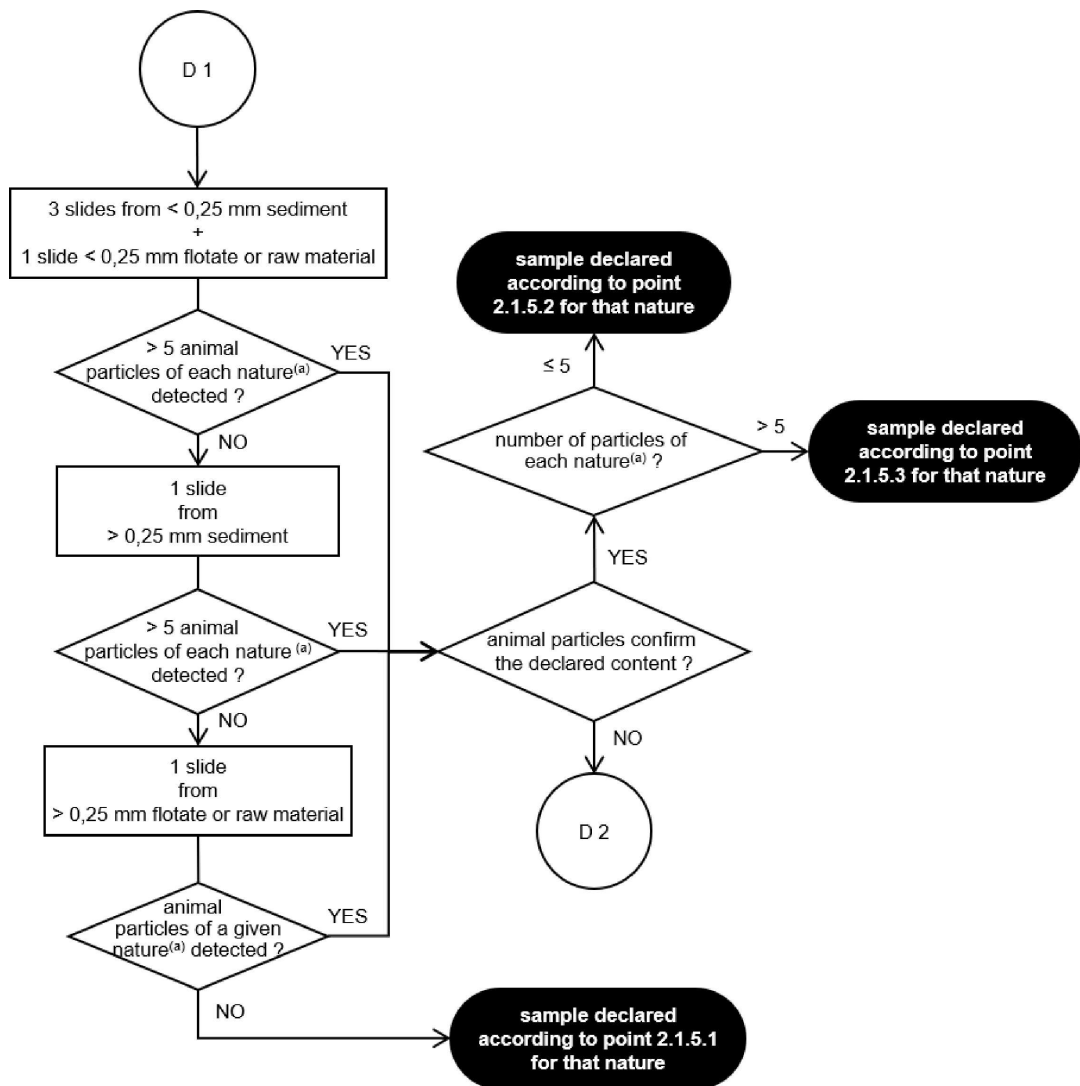 D 1
3 slides from < 0,25 mm sediment
+
1 slide < 0,25 mm flotate or raw material
> 5 animal
particles of each nature(a)
detected ?
YES
NO
1 slide
from
> 0,25 mm sediment
> 5 animal
particles of each nature (a)
detected ?
YES
NO
1 slide
from
> 0,25 mm flotate or raw material
animal
particles of a given
nature(a) detected ?
YES
NO
sample declared
according to point 2.1.5.1
for that nature
animal particles confirm
the declared content ?
YES
NO
D 2
number of particles of
each nature(a) ?
≤ 5
> 5
sample declared
according to point
2.1.5.2 for that nature
sample declared
according to point
2.1.5.3 for that nature